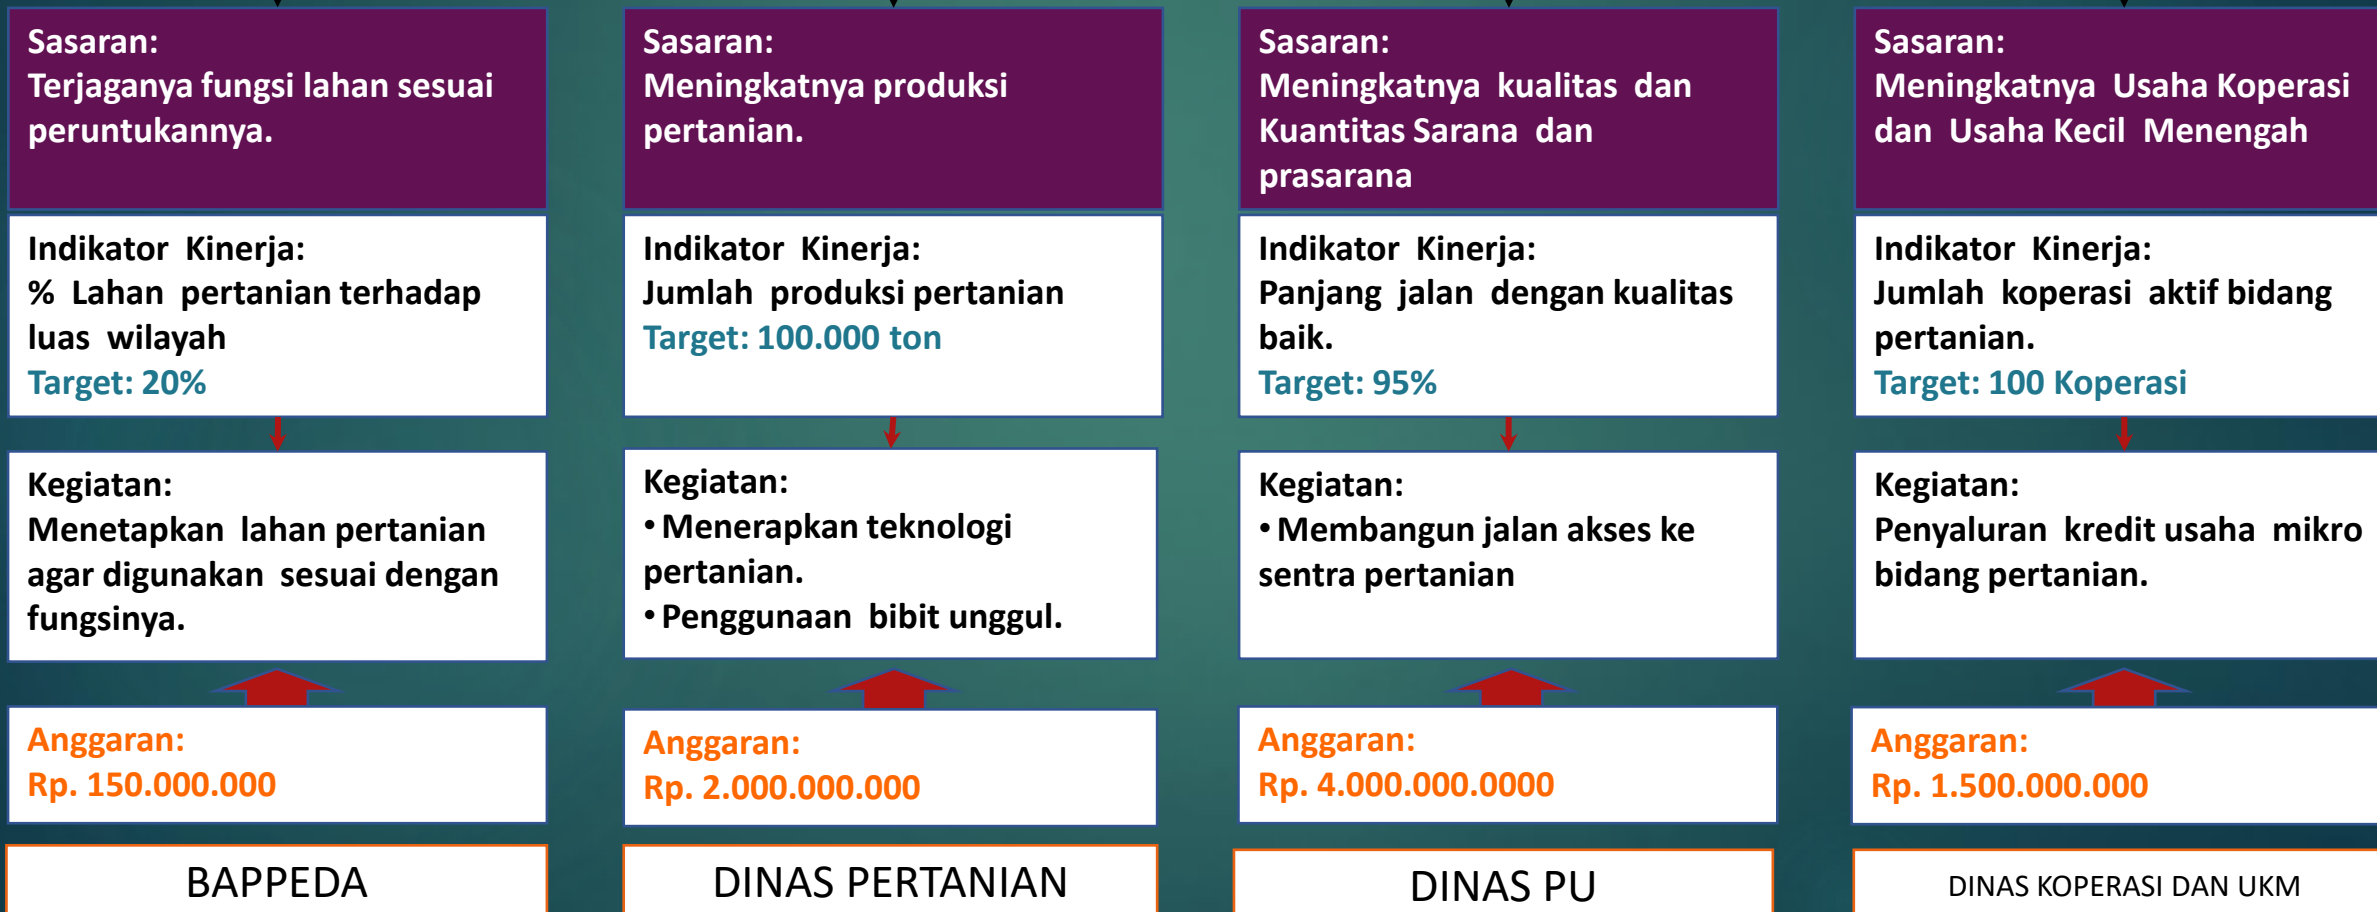 Sasaran:
Terjaganya fungsi lahan sesuai
peruntukannya.
Indikator Kinerja:
% Lahan pertanian terhadap
luas wilayah
Target: 20%
Kegiatan:
Menetapkan lahan pertanian
agar digunakan sesuai dengan
fungsinya.
Anggaran:
Rp. 150.000.000
BAPPEDA
Sasaran:
Meningkatnya produksi
pertanian.
Indikator Kinerja:
Jumlah produksi pertanian
Target: 100.000 ton
Kegiatan:
• Menerapkan teknologi
pertanian.
• Penggunaan bibit unggul.
Anggaran:
Rp. 2.000.000.000
DINAS PERTANIAN
Sasaran:
Meningkatnya kualitas dan
Kuantitas Sarana dan
prasarana
Indikator Kinerja:
Panjang jalan dengan kualitas
baik.
Target: 95%
Kegiatan:
• Membangun jalan akses ke
sentra pertanian
Anggaran:
Rp. 4.000.000.0000
DINAS PU
Sasaran:
Meningkatnya Usaha Koperasi
dan Usaha Kecil Menengah
Indikator Kinerja:
Jumlah koperasi aktif bidang
pertanian.
Target: 100 Koperasi
Kegiatan:
Penyaluran kredit usaha mikro
bidang pertanian.
Anggaran:
Rp. 1.500.000.000
DINAS KOPERASI DAN UKM